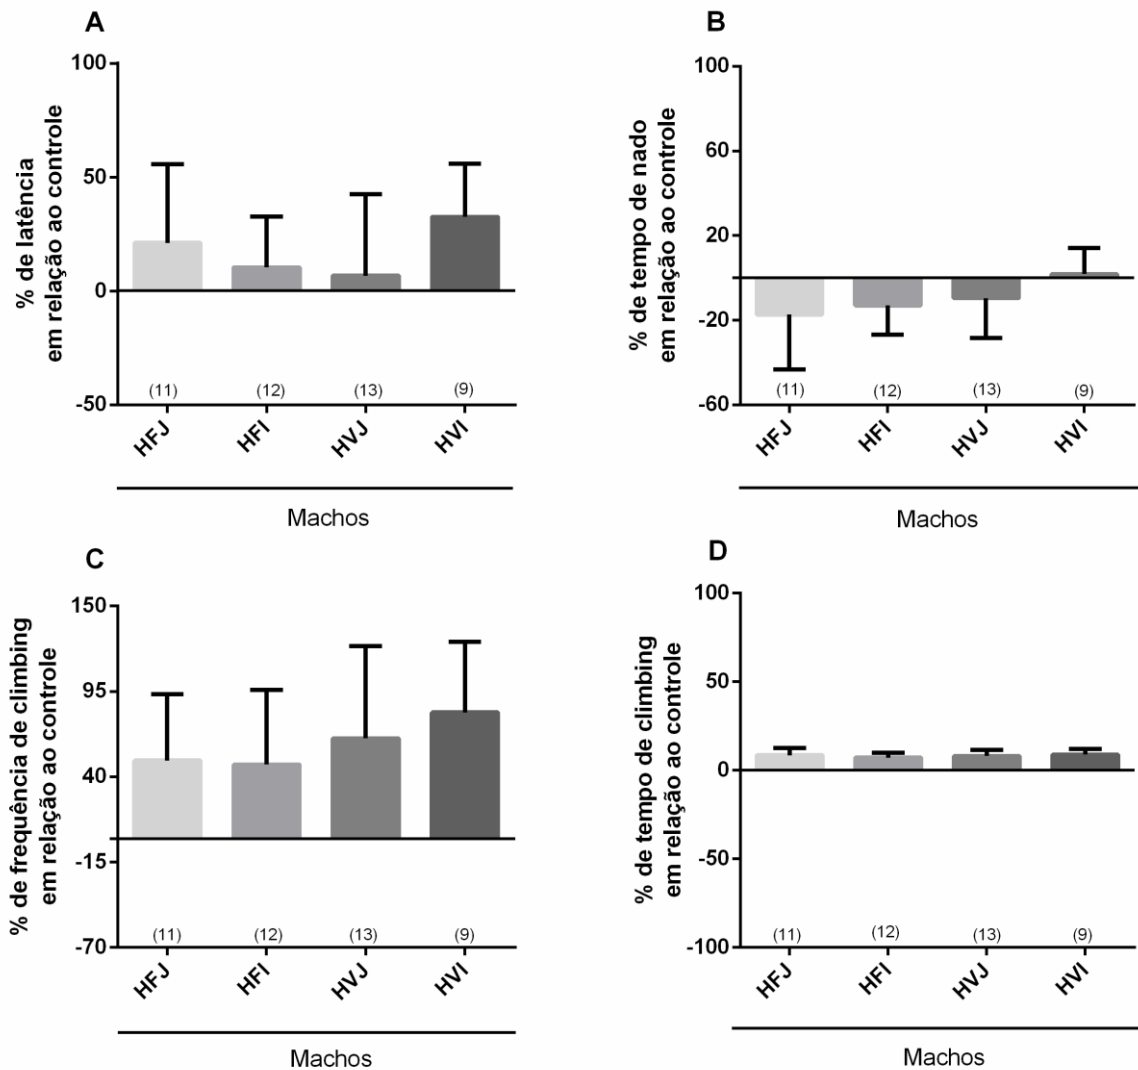 A
% de latência
em relação ao controle
100
50
0
-50
(11) (12) (13) (9)
HFJ HFI HVJ HVI
Machos
B
% de tempo de nado
em relação ao controle
100
60
20
-20
-60
(11) (12) (13) (9)
HFJ HFI HVJ HVI
Machos
C
% de frequência de climbing
em relação ao controle
150
95
40
-15
-70
(11) (12) (13) (9)
HFJ HFI HVJ HVI
Machos
D
% de tempo de climbing
em relação ao controle
100
50
0
-50
-100
(11) (12) (13) (9)
HFJ HFI HVJ HVI
Machos